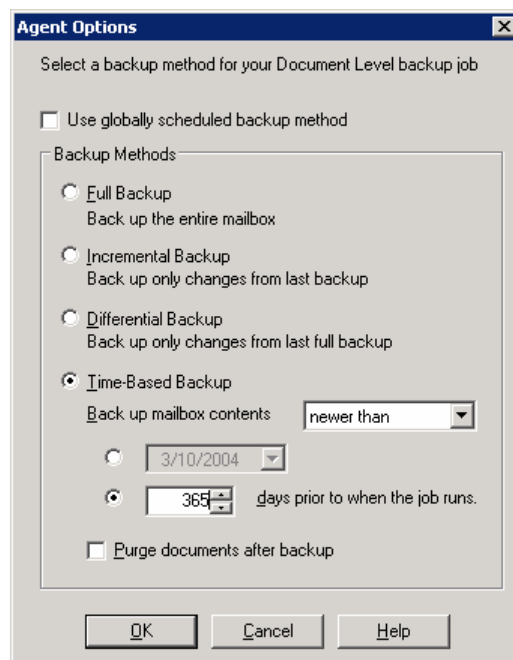 Agent Options
Select a backup method for your Document Level backup job
Use globally scheduled backup method
Backup Methods
Full Backup
Back up the entire mailbox
Incremental Backup
Back up only changes from last backup
Differential Backup
Back up only changes from last full backup
Time-Based Backup
Back up mailbox contents newer than
3/10/2004
365 days prior to when the job runs.
Purge documents after backup
OK Cancel Help